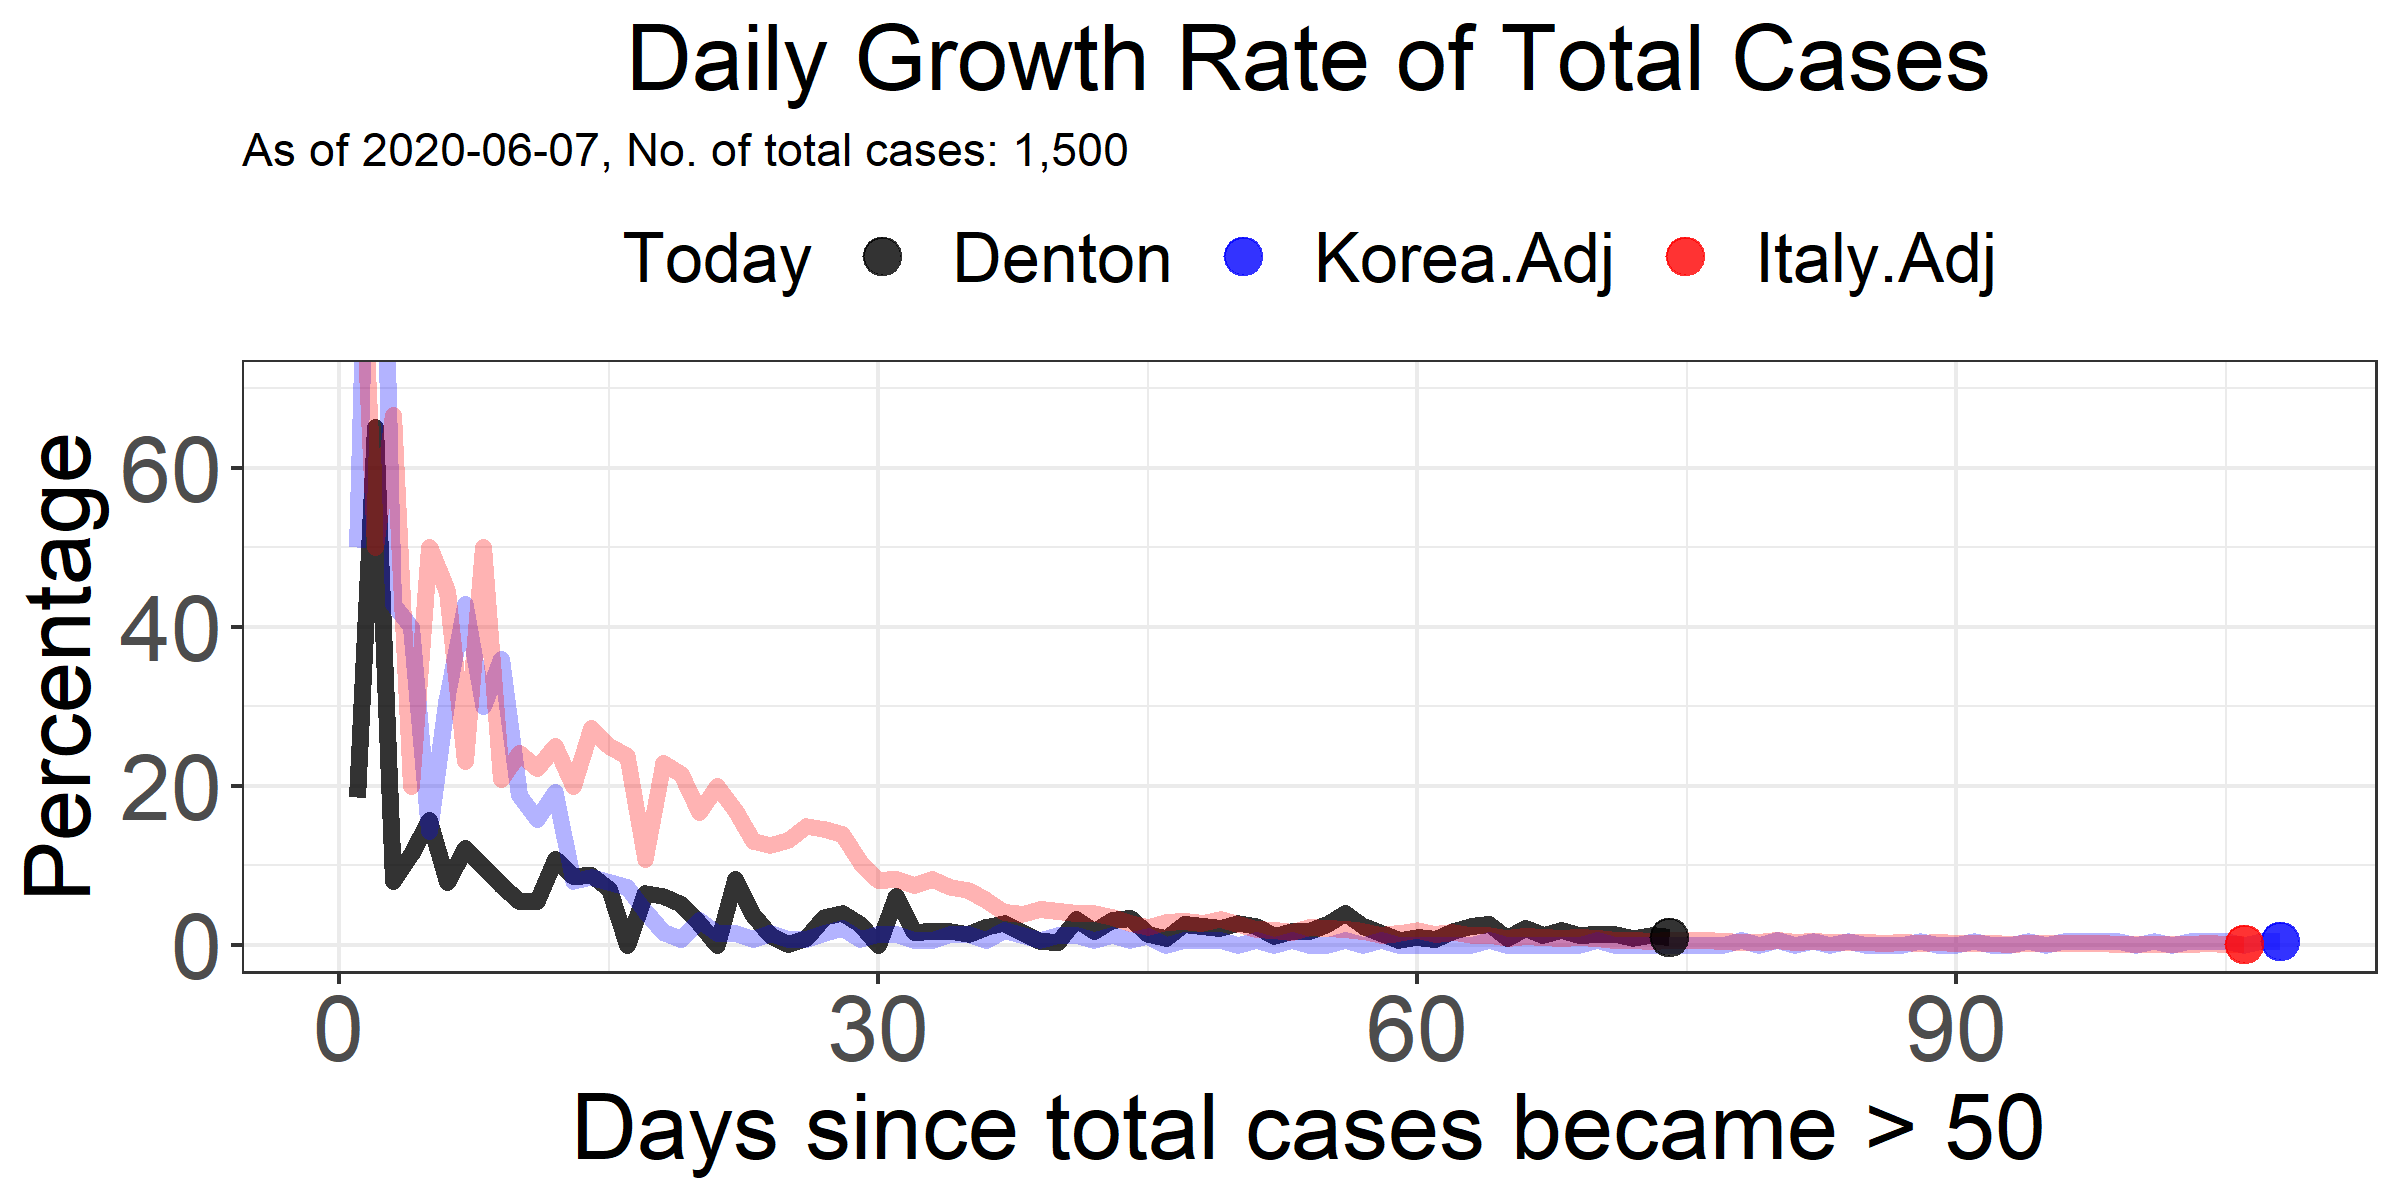 Daily Growth Rate of Total Cases
As of 2020-06-07, No. of total cases: 1,500
Today Denton Korea.Adj Italy.Adj
Percentage
60
40
20
0
0 30 60 90
Days since total cases became > 50